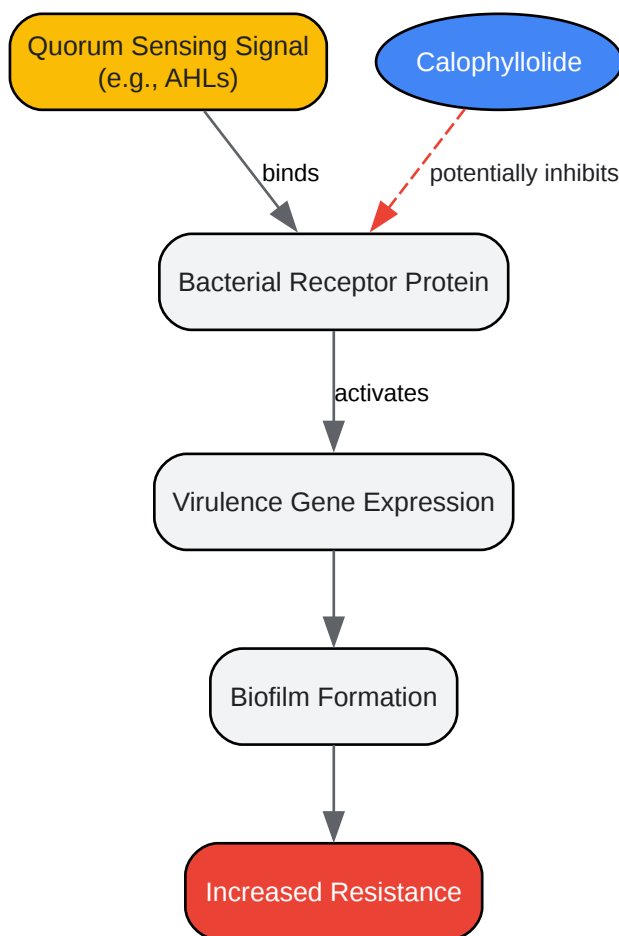 Quorum Sensing Signal
(e.g., AHLs)
Calophyllolide
binds
potentially inhibits
Bacterial Receptor Protein
activates
Virulence Gene Expression
Biofilm Formation
Increased Resistance